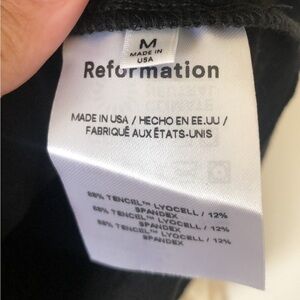 M
MADE IN
USA
Reformation
MADE IN USA / HECHO EN EE.UU /
FABRIQUÉ AUX ÉTATS-UNIS
88% TENCEL™ LYOCELL / 12%
SPANDEX
88% TENCEL™ LYOCELL / 12%
SPANDEX
88% TENCEL™ LYOCELL / 12%
SPANDEX